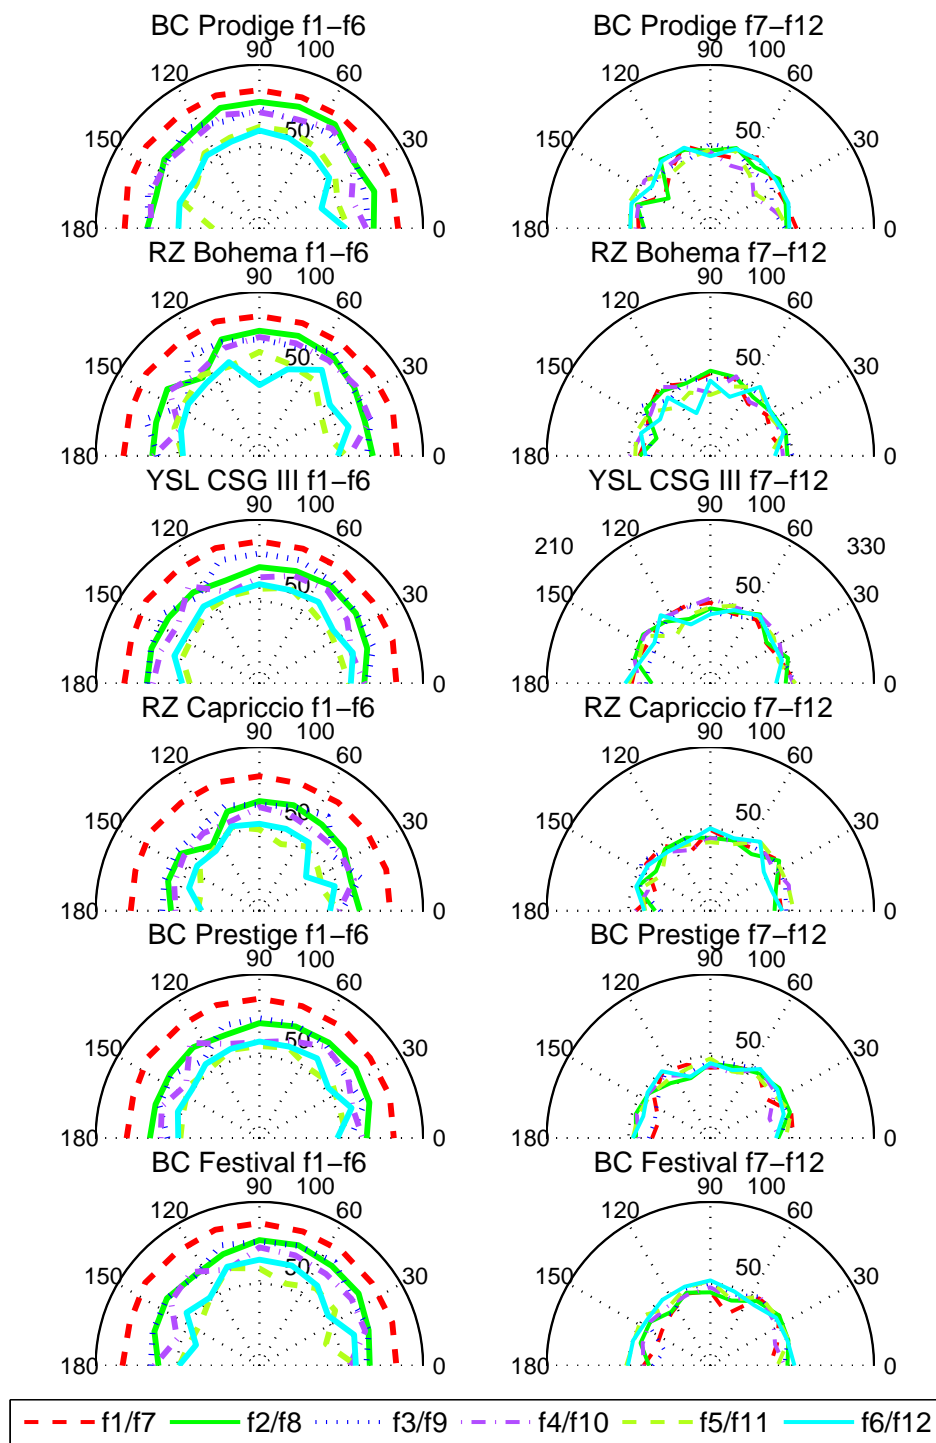 BC Prodige f1−f6
90 100
120 60
150 50 30
180 0
BC Prodige f7−f12
90 100
120 60
150 50 30
180 0
RZ Bohema f1−f6
90 100
120 60
150 50 30
180 0
RZ Bohema f7−f12
90 100
120 60
150 50 30
180 0
YSL CSG III f1−f6
90 100
120 60
150 50 30
180 0
YSL CSG III f7−f12
90 100
120 60
210 330
50
180 0
RZ Capriccio f1−f6
90 100
120 60
150 50 30
180 0
RZ Capriccio f7−f12
90 100
120 60
150 50 30
180 0
BC Prestige f1−f6
90 100
120 60
150 50 30
180 0
BC Prestige f7−f12
90 100
120 60
150 50 30
180 0
BC Festival f1−f6
90 100
120 60
150 50 30
180 0
BC Festival f7−f12
90 100
120 60
150 50 30
180 0
f1/f7 f2/f8 f3/f9 f4/f10 f5/f11 f6/f12